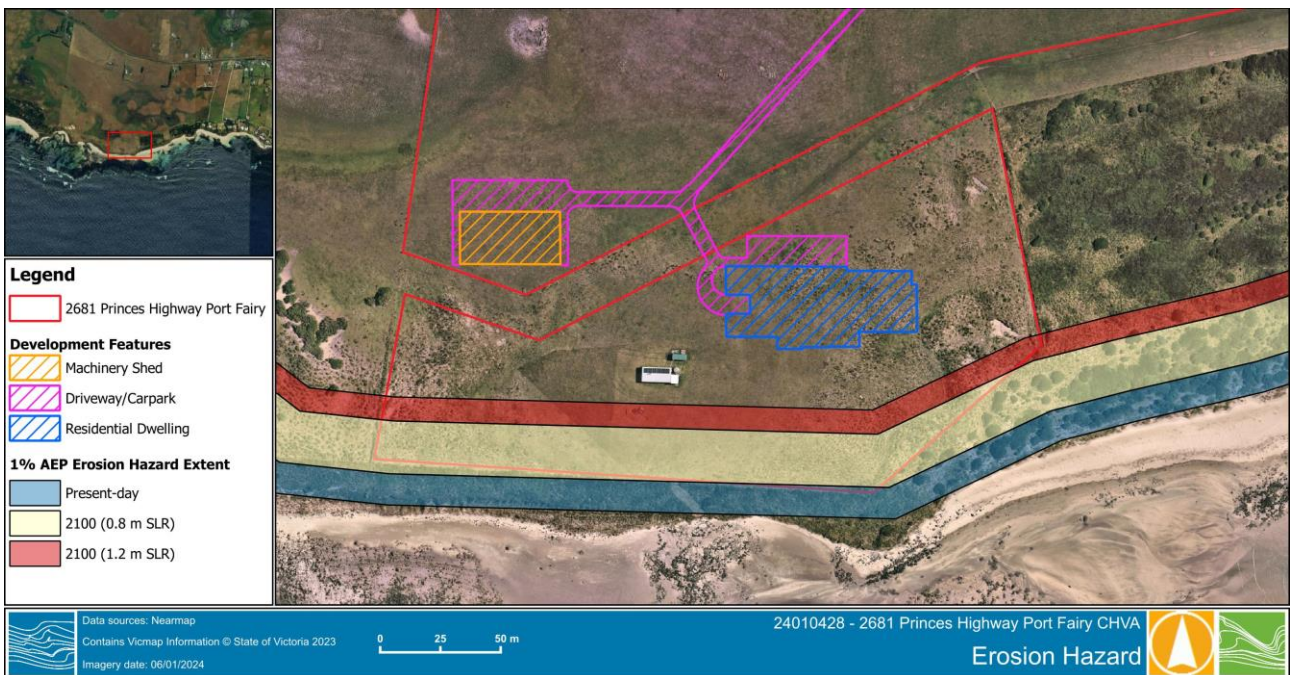 Legend
2681 Princes Highway Port Fairy
Development Features
Machinery Shed
Driveway/Carpark
Residential Dwelling
1% AEP Erosion Hazard Extent
Present-day
2100 (0.8 m SLR)
2100 (1.2 m SLR)
Data sources: Nearmap
Contains Vicmap Information © State of Victoria 2023
Imagery date: 06/01/2024
0 25 50 m
24010428 - 2681 Princes Highway Port Fairy CHVA
Erosion Hazard